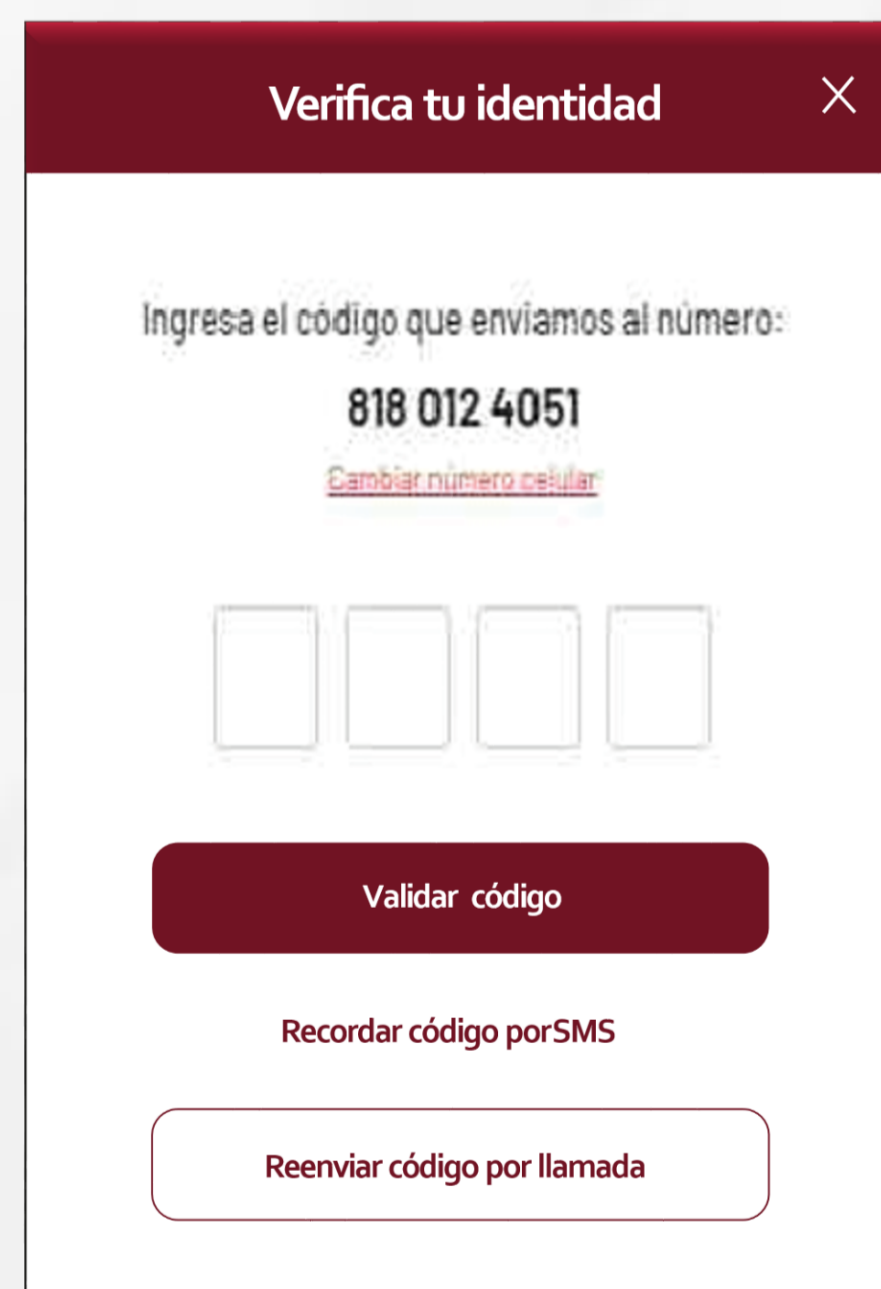 Verifica tu identidad
Ingresa el código que enviamos al número:
818 012 4051
Cambiar número celular
Validar código
Recordar código porSMS
Reenviar código por llamada